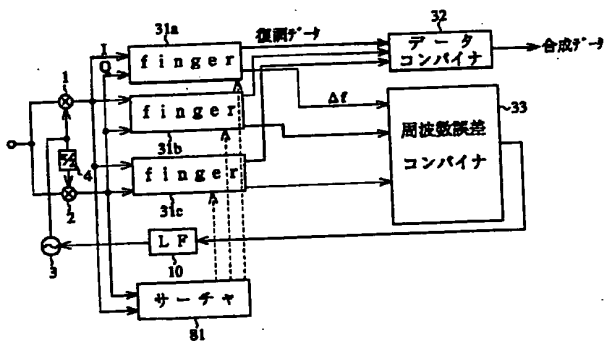 31a
I
Q
finger
復調データ
32
データ
コンバイナ
合成データ
1
finger
31b
Δf
33
周波数誤差
コンバイナ
π/2
4
finger
31c
2
3
LF
10
サーチャ
81